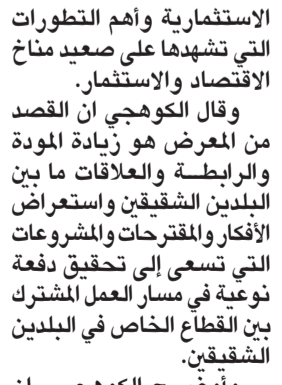 الاستثمارية وأهم التطورات
التي تشهدها على صعيد مناخ
الاقتصاد والاستثمار.
وقال الكوهجي ان القصد
من المعرض هو زيادة المودة
والرابطة والعلاقات ما بين
البلدين الشقيقين واستعراض
الأفكار والمقترحات والمشروعات
التي تسعى إلى تحقيق دفعة
نوعية في مسار العمل المشترك
بين القطاع الخاص في البلدين
الشقيقين.